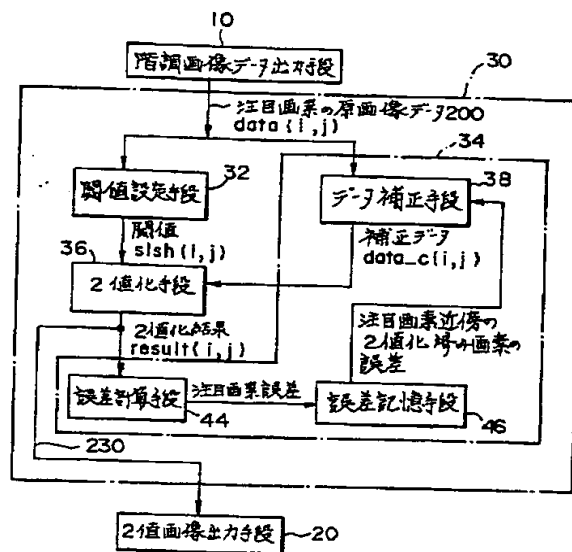 10
階調画像データ出力手段
30
注目画素の原画像データ200
data (i,j)
34
閾値設定手段
32
データ補正手段
38
閾値
slsh (i,j)
補正データ
data_c(i,j)
36
2値化手段
2値化結果
result(i,j)
注目画素近傍の
2値化済み画素の
誤差
誤差計算手段
44
注目画素誤差
誤差記憶手段
46
230
2値画像出力手段
20